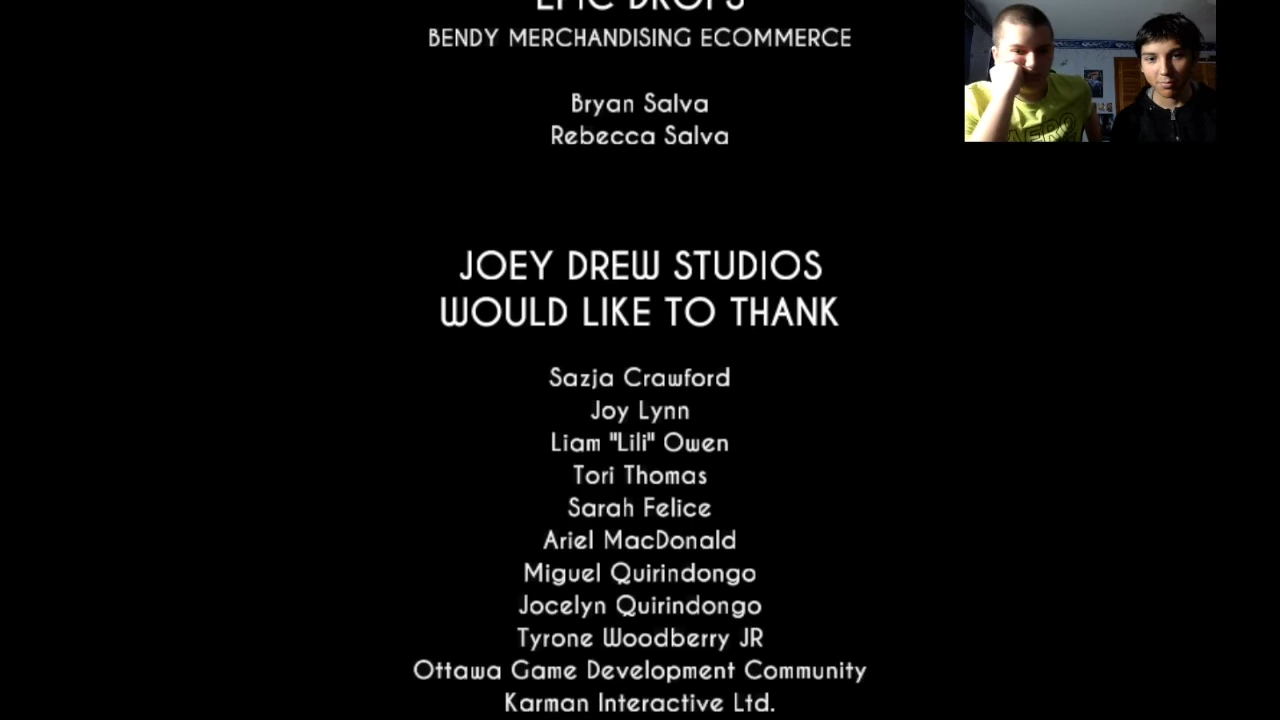 EPIC DROPS
BENDY MERCHANDISING ECOMMERCE
Bryan Salva
Rebecca Salva
JOEY DREW STUDIOS
WOULD LIKE TO THANK
Sazja Crawford
Joy Lynn
Liam "Lili" Owen
Tori Thomas
Sarah Felice
Ariel MacDonald
Miguel Quirindongo
Jocelyn Quirindongo
Tyrone Woodberry JR
Ottawa Game Development Community
Karman Interactive Ltd.